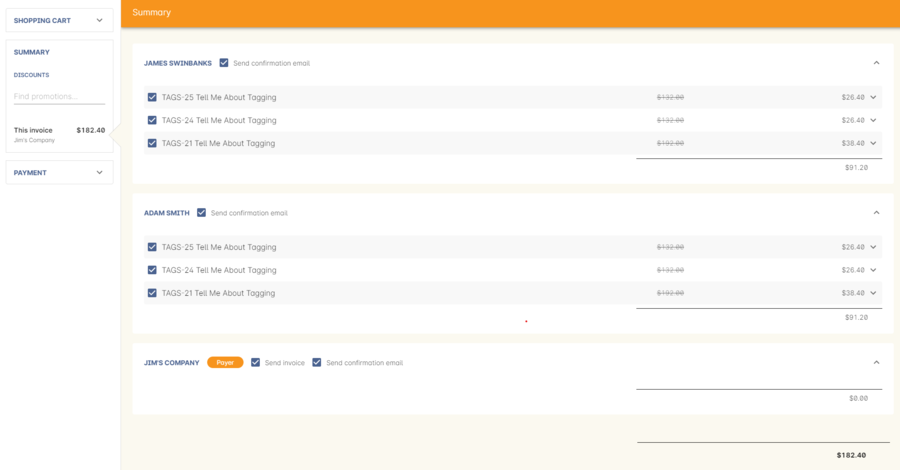 SHOPPING CART
SUMMARY
DISCOUNTS
Find promotions...
This invoice $182.40
Jim's Company
PAYMENT
Summary
JAMES SWINBANKS Send confirmation email
TAGS-25 Tell Me About Tagging $132.00 $26.40
TAGS-24 Tell Me About Tagging $132.00 $26.40
TAGS-21 Tell Me About Tagging $192.00 $38.40
$91.20
ADAM SMITH Send confirmation email
TAGS-25 Tell Me About Tagging $132.00 $26.40
TAGS-24 Tell Me About Tagging $132.00 $26.40
TAGS-21 Tell Me About Tagging $192.00 $38.40
$91.20
JIM'S COMPANY Payer Send invoice Send confirmation email
$0.00
$182.40